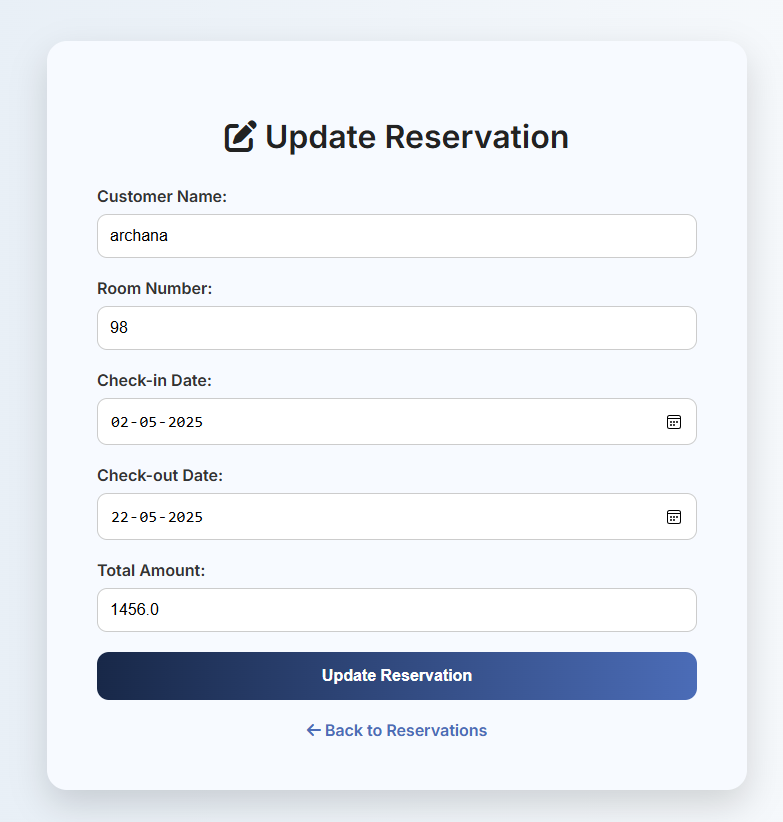 Update Reservation
Customer Name:
archana
Room Number:
98
Check-in Date:
02-05-2025
Check-out Date:
22-05-2025
Total Amount:
1456.0
Update Reservation
Back to Reservations